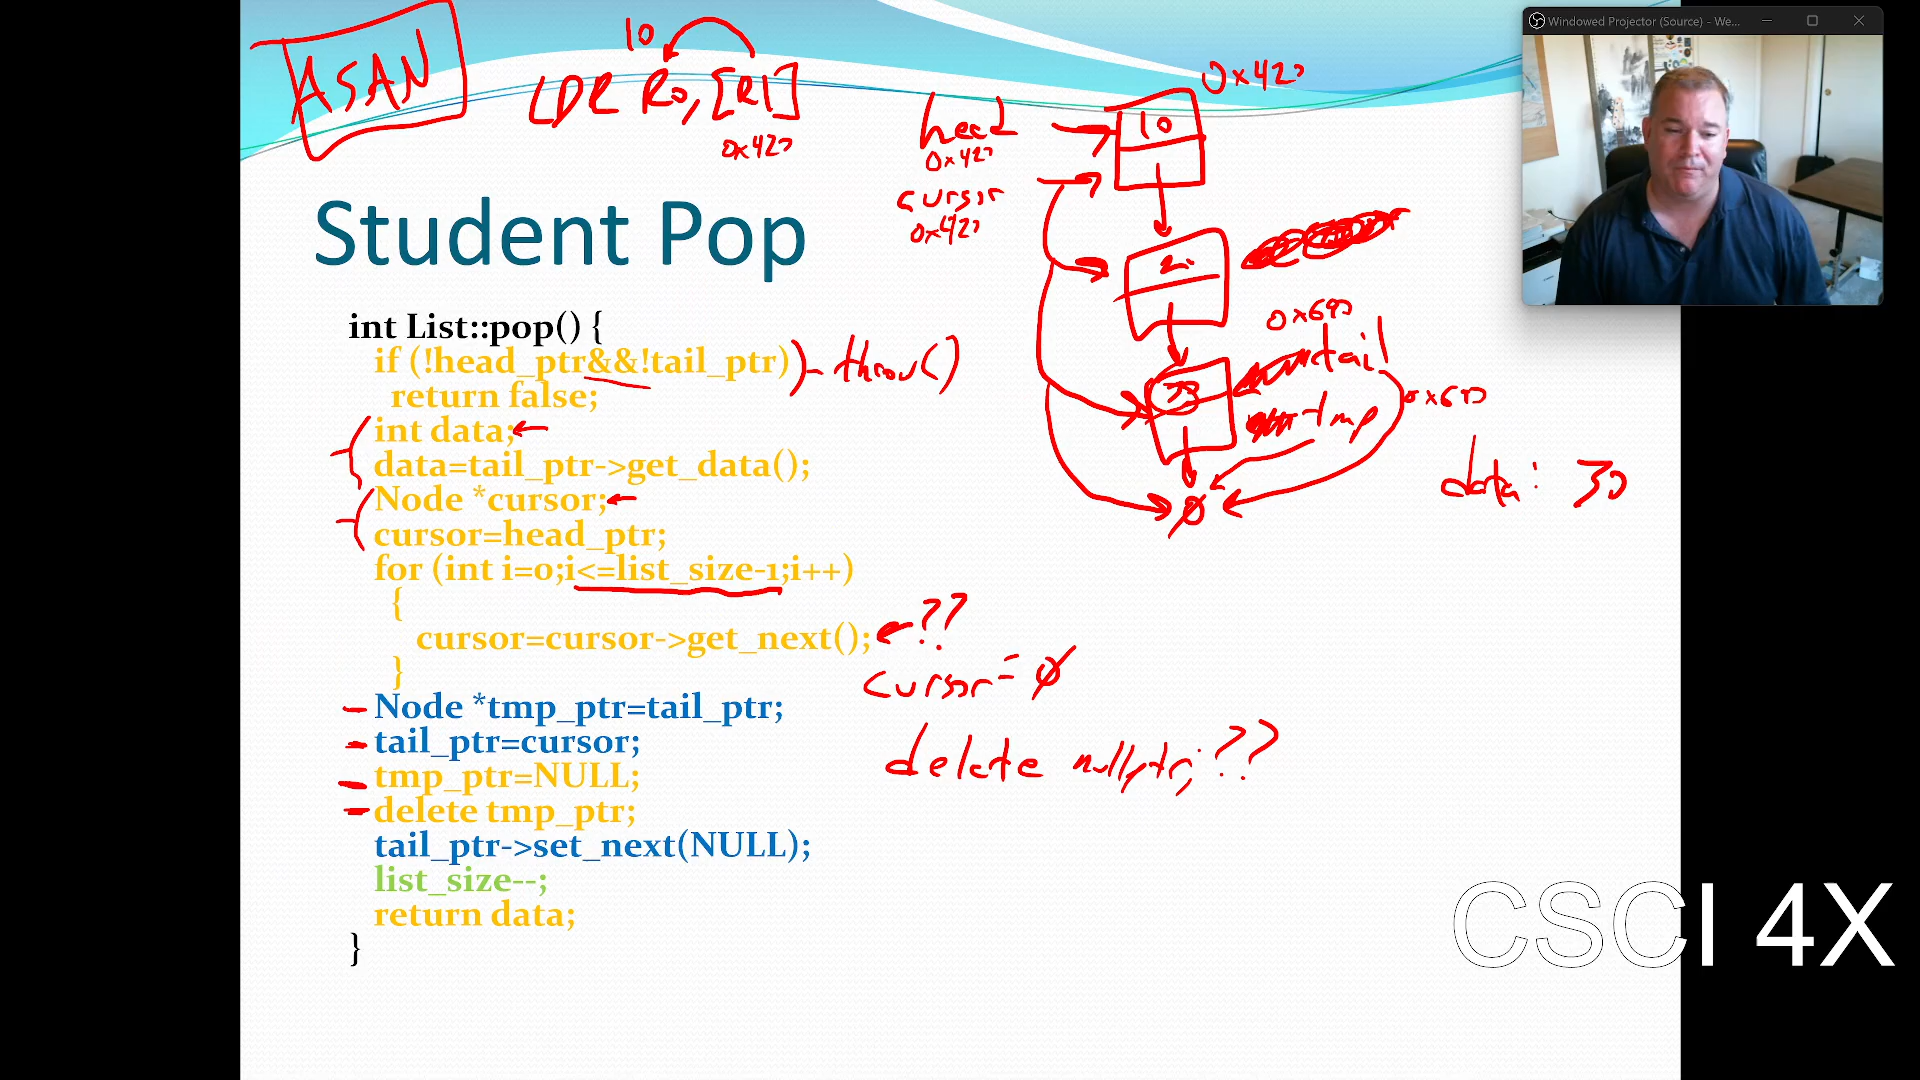 Windowed Projector (Source) - We...
ASAN
10
LDR R0, [R1]
0x420
0x420
head
0x420
cursor
0x420
10
20
0x690
30
tail
tmp
0x690
data: 30
Student Pop
int List::pop() {
if (!head_ptr&&!tail_ptr) - throw()
return false;
int data;
data=tail_ptr->get_data();
Node *cursor;
cursor=head_ptr;
for (int i=0;i<=list_size-1;i++)
{
cursor=cursor->get_next(); ??
}
cursor = ∅
Node *tmp_ptr=tail_ptr;
tail_ptr=cursor;
delete nullptr; ??
tmp_ptr=NULL;
delete tmp_ptr;
tail_ptr->set_next(NULL);
list_size--;
return data;
}
CSCI 4X